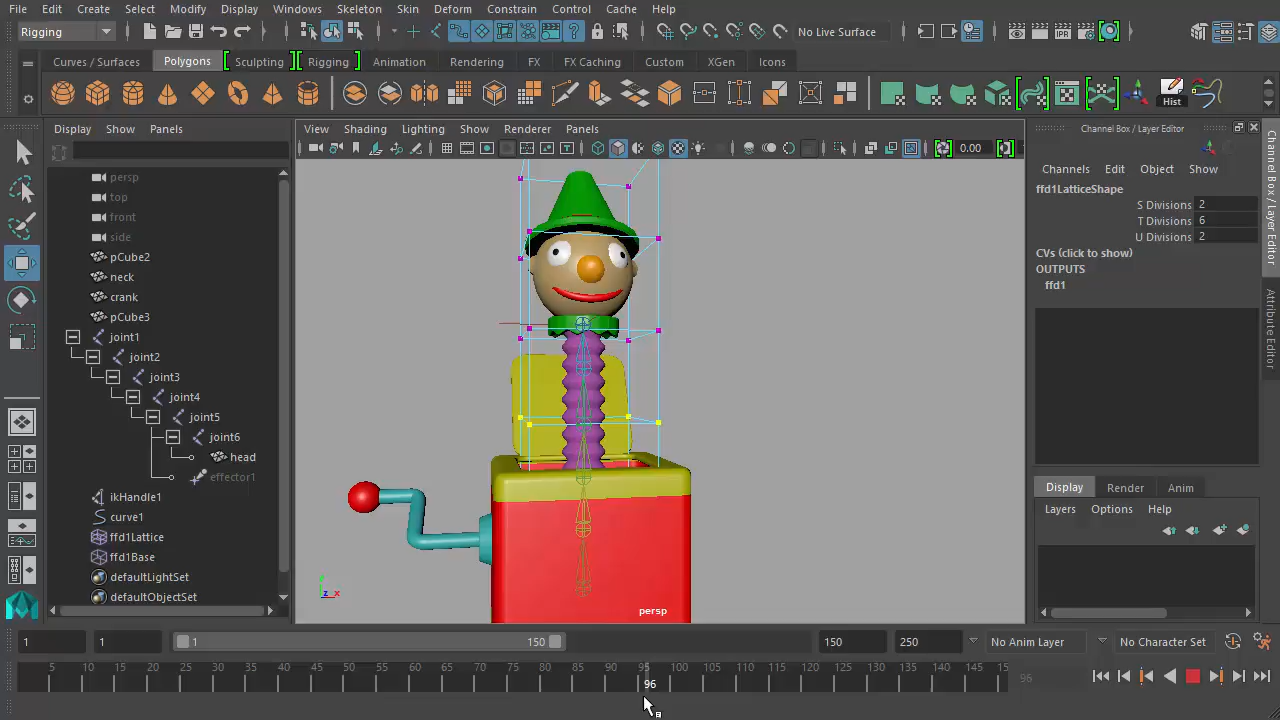 File Edit Create Select Modify Display Windows Skeleton Skin Deform Constrain Control Cache Help
Rigging No Live Surface
Curves / Surfaces Polygons Sculpting Rigging Animation Rendering FX FX Caching Custom XGen Icons
Hist
Display Show Panels
View Shading Lighting Show Renderer Panels
0.00
Channel Box / Layer Editor
Channels Edit Object Show
ffd1LatticeShape
S Divisions 2
T Divisions 6
U Divisions 2
CVs (click to show)
OUTPUTS
ffd1
Channel Box / Layer Editor
Attribute Editor
persp
top
front
side
pCube2
neck
crank
pCube3
joint1
joint2
joint3
joint4
joint5
joint6
head
effector1
ikHandle1
curve1
ffd1Lattice
ffd1Base
defaultLightSet
defaultObjectSet
z x
persp
Display Render Anim
Layers Options Help
1 1 1 150 150 250 No Anim Layer No Character Set
5 10 15 20 25 30 35 40 45 50 55 60 65 70 75 80 85 90 95 100 105 110 115 120 125 130 135 140 145 15
96 96